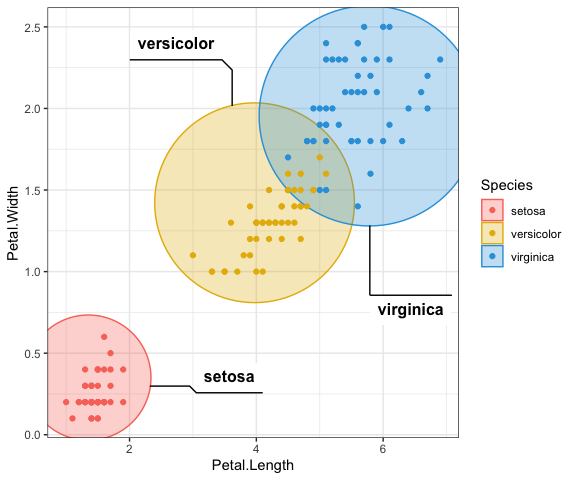 versicolor
virginica
setosa
2.5
2.0
1.5
1.0
0.5
0.0
2
4
6
Petal.Length
Petal.Width
Species
setosa
versicolor
virginica